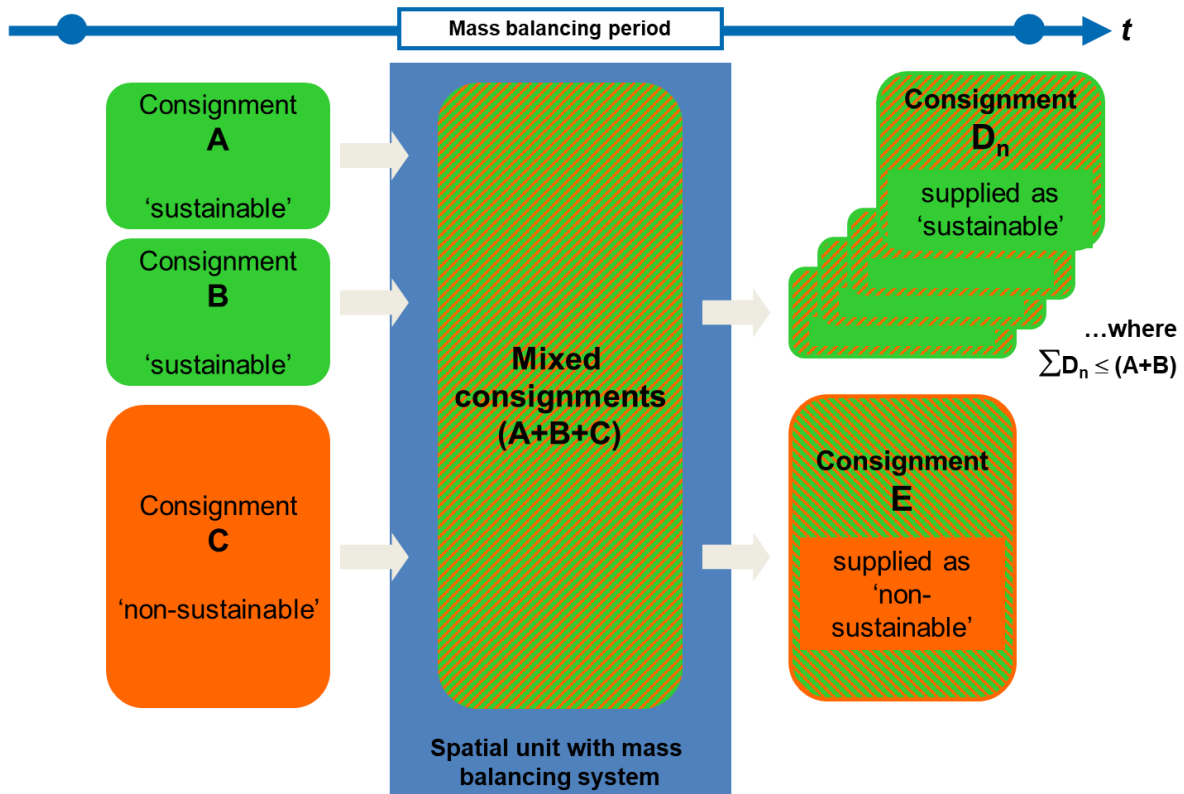 Mass balancing period
t
Consignment
A
‘sustainable’
Consignment
B
‘sustainable’
Consignment
C
‘non-sustainable’
Mixed
consignments
(A+B+C)
Spatial unit with mass
balancing system
Consignment
Dn
supplied as
‘sustainable’
…where
∑Dn ≤ (A+B)
Consignment
E
supplied as
‘non-
sustainable’